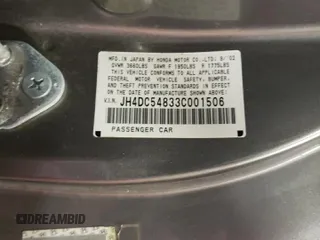 MFD. IN JAPAN BY HONDA MOTOR CO., LTD. 8/02
GVWR 3680LBS GAWR F 1950LBS R 1770LBS
THIS VEHICLE CONFORMS TO ALL APPLICABLE
FEDERAL MOTOR VEHICLE SAFETY, BUMPER,
AND THEFT PREVENTION STANDARDS IN EFFECT
ON THE DATE OF MANUFACTURE SHOWN ABOVE.
V.I.N. JH4DC54833C001506
PASSENGER CAR
DREAMBID